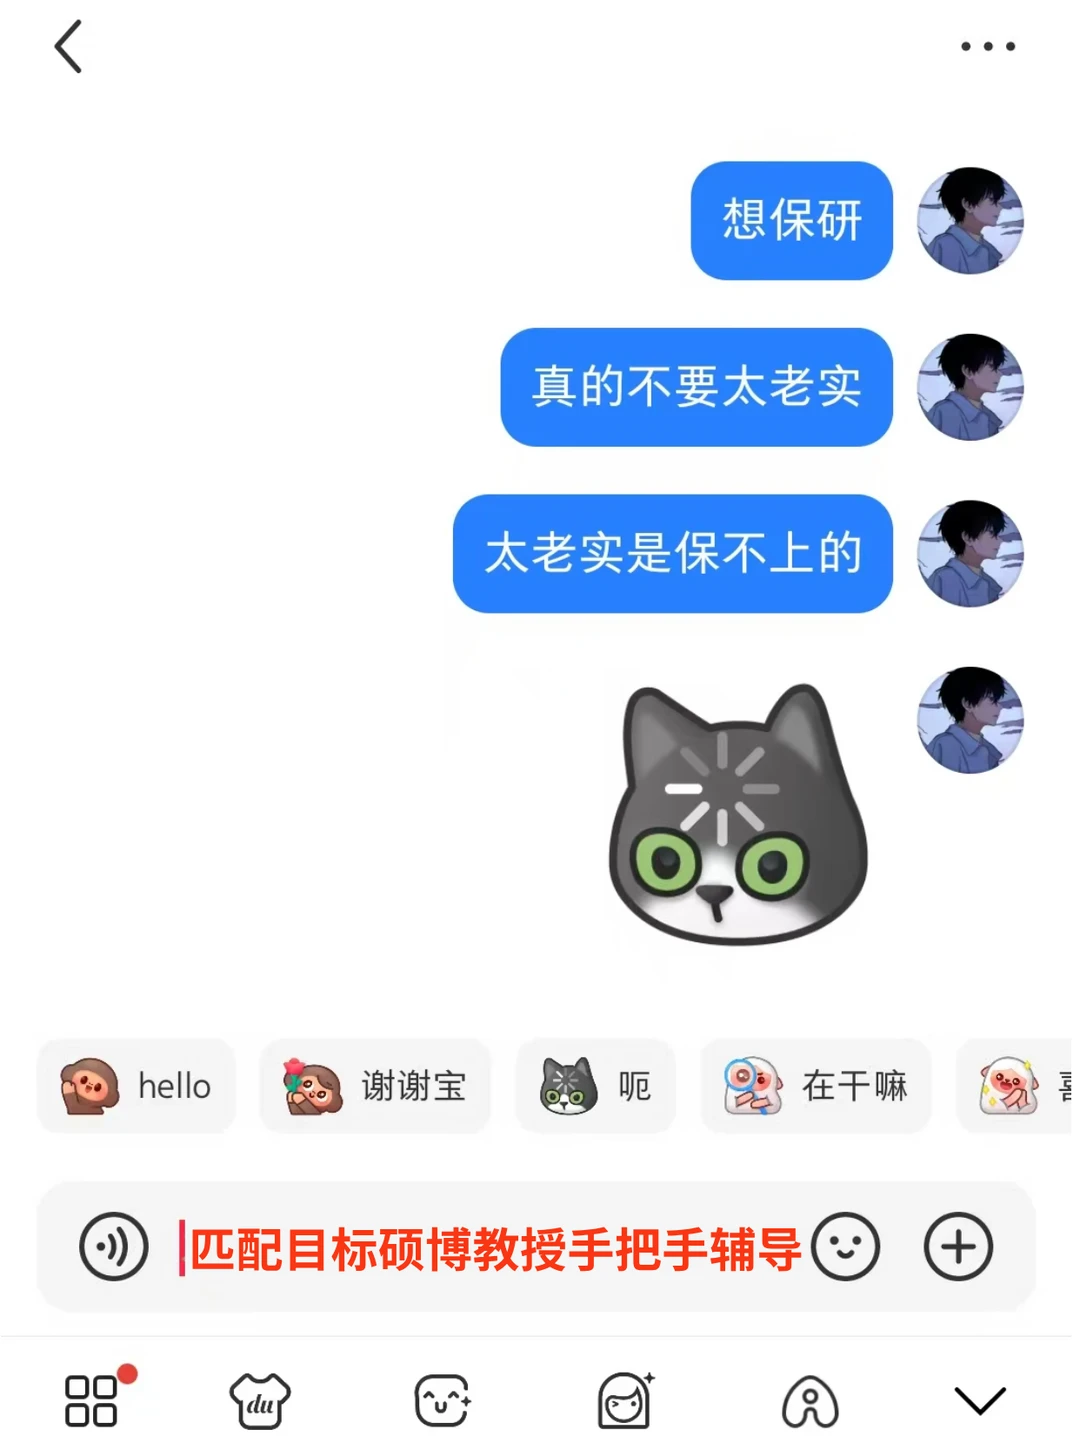 想保研
真的不要太老实
太老实是保不上的
hello
谢谢宝
呃
在干嘛
匹配目标硕博教授手把手辅导
du